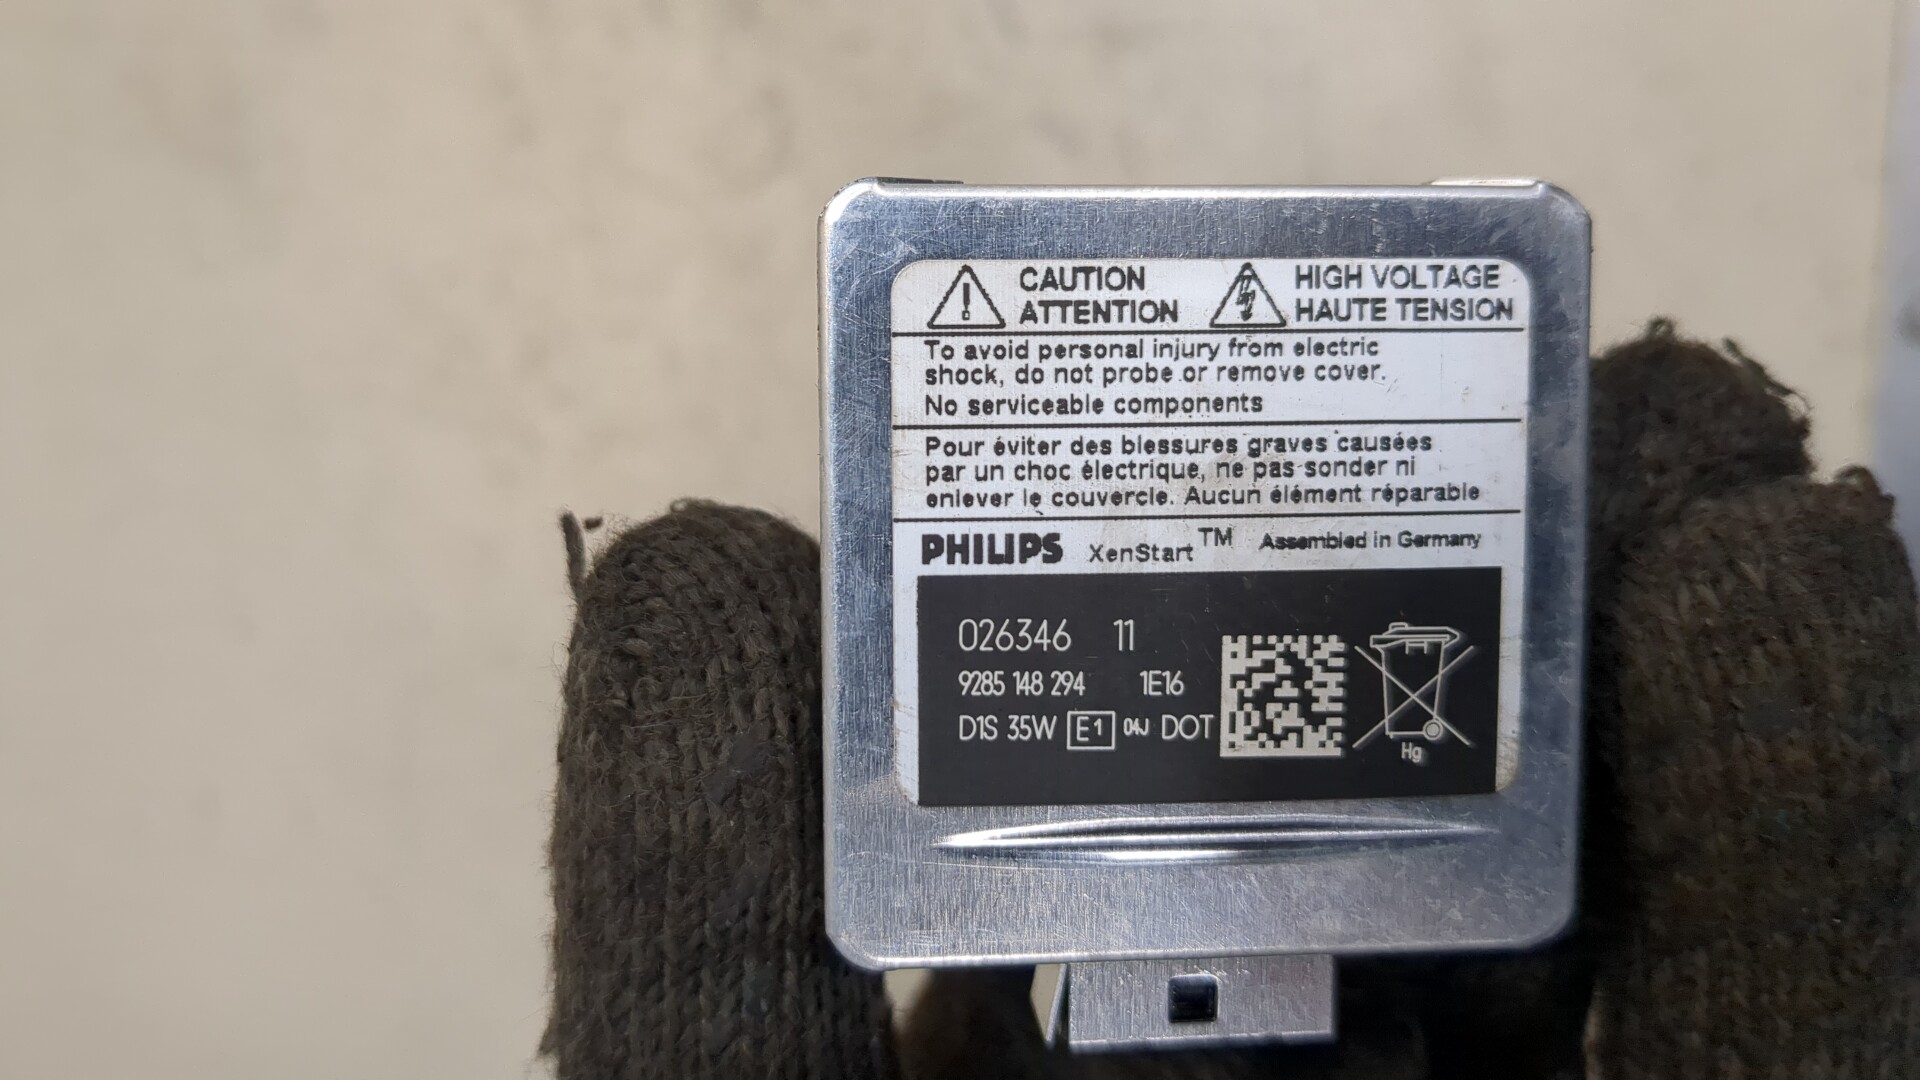 CAUTION
ATTENTION
HIGH VOLTAGE
HAUTE TENSION
To avoid personal injury from electric
shock, do not probe or remove cover.
No serviceable components
Pour éviter des blessures graves causées
par un choc électrique, ne pas sonder ni
enlever le couvercle. Aucun élément réparable
PHILIPS XenStart™ Assembled in Germany
026346 11
9285 148 294 1E16
D1S 35W E1 04J DOT
Hg